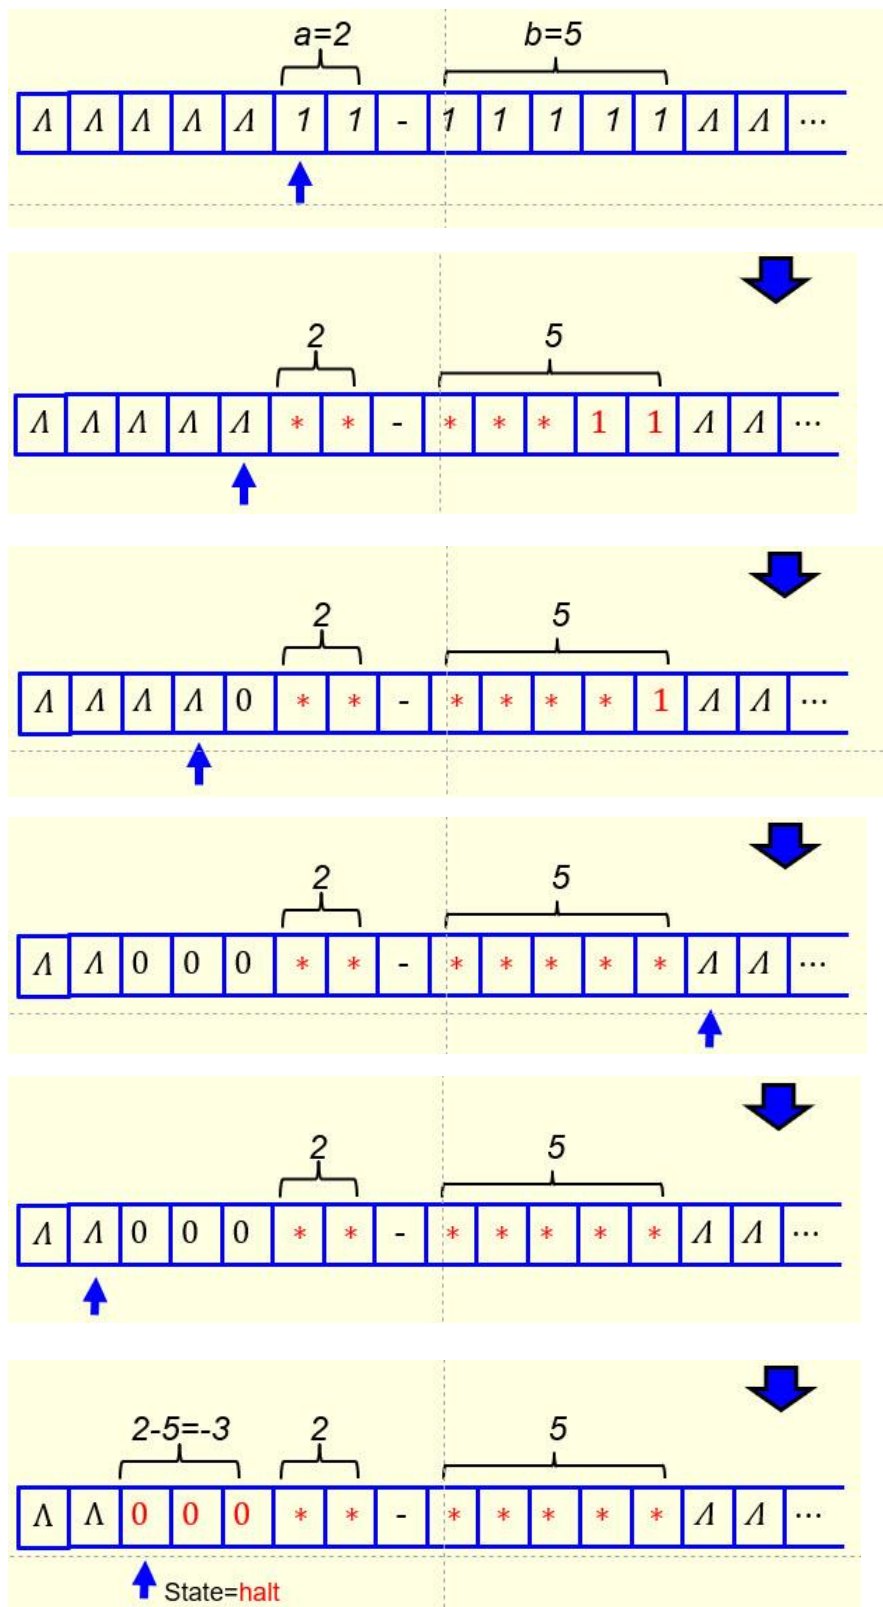 a=2 b=5
Λ Λ Λ Λ Λ 1 1 - 1 1 1 1 1 Λ Λ ...
2 5
Λ Λ Λ Λ Λ * * - * * * 1 1 Λ Λ ...
2 5
Λ Λ Λ Λ 0 * * - * * * * 1 Λ Λ ...
2 5
Λ Λ 0 0 0 * * - * * * * * Λ Λ ...
2 5
Λ Λ 0 0 0 * * - * * * * * Λ Λ ...
2-5=-3 2 5
Λ Λ 0 0 0 * * - * * * * * Λ Λ ...
State=halt